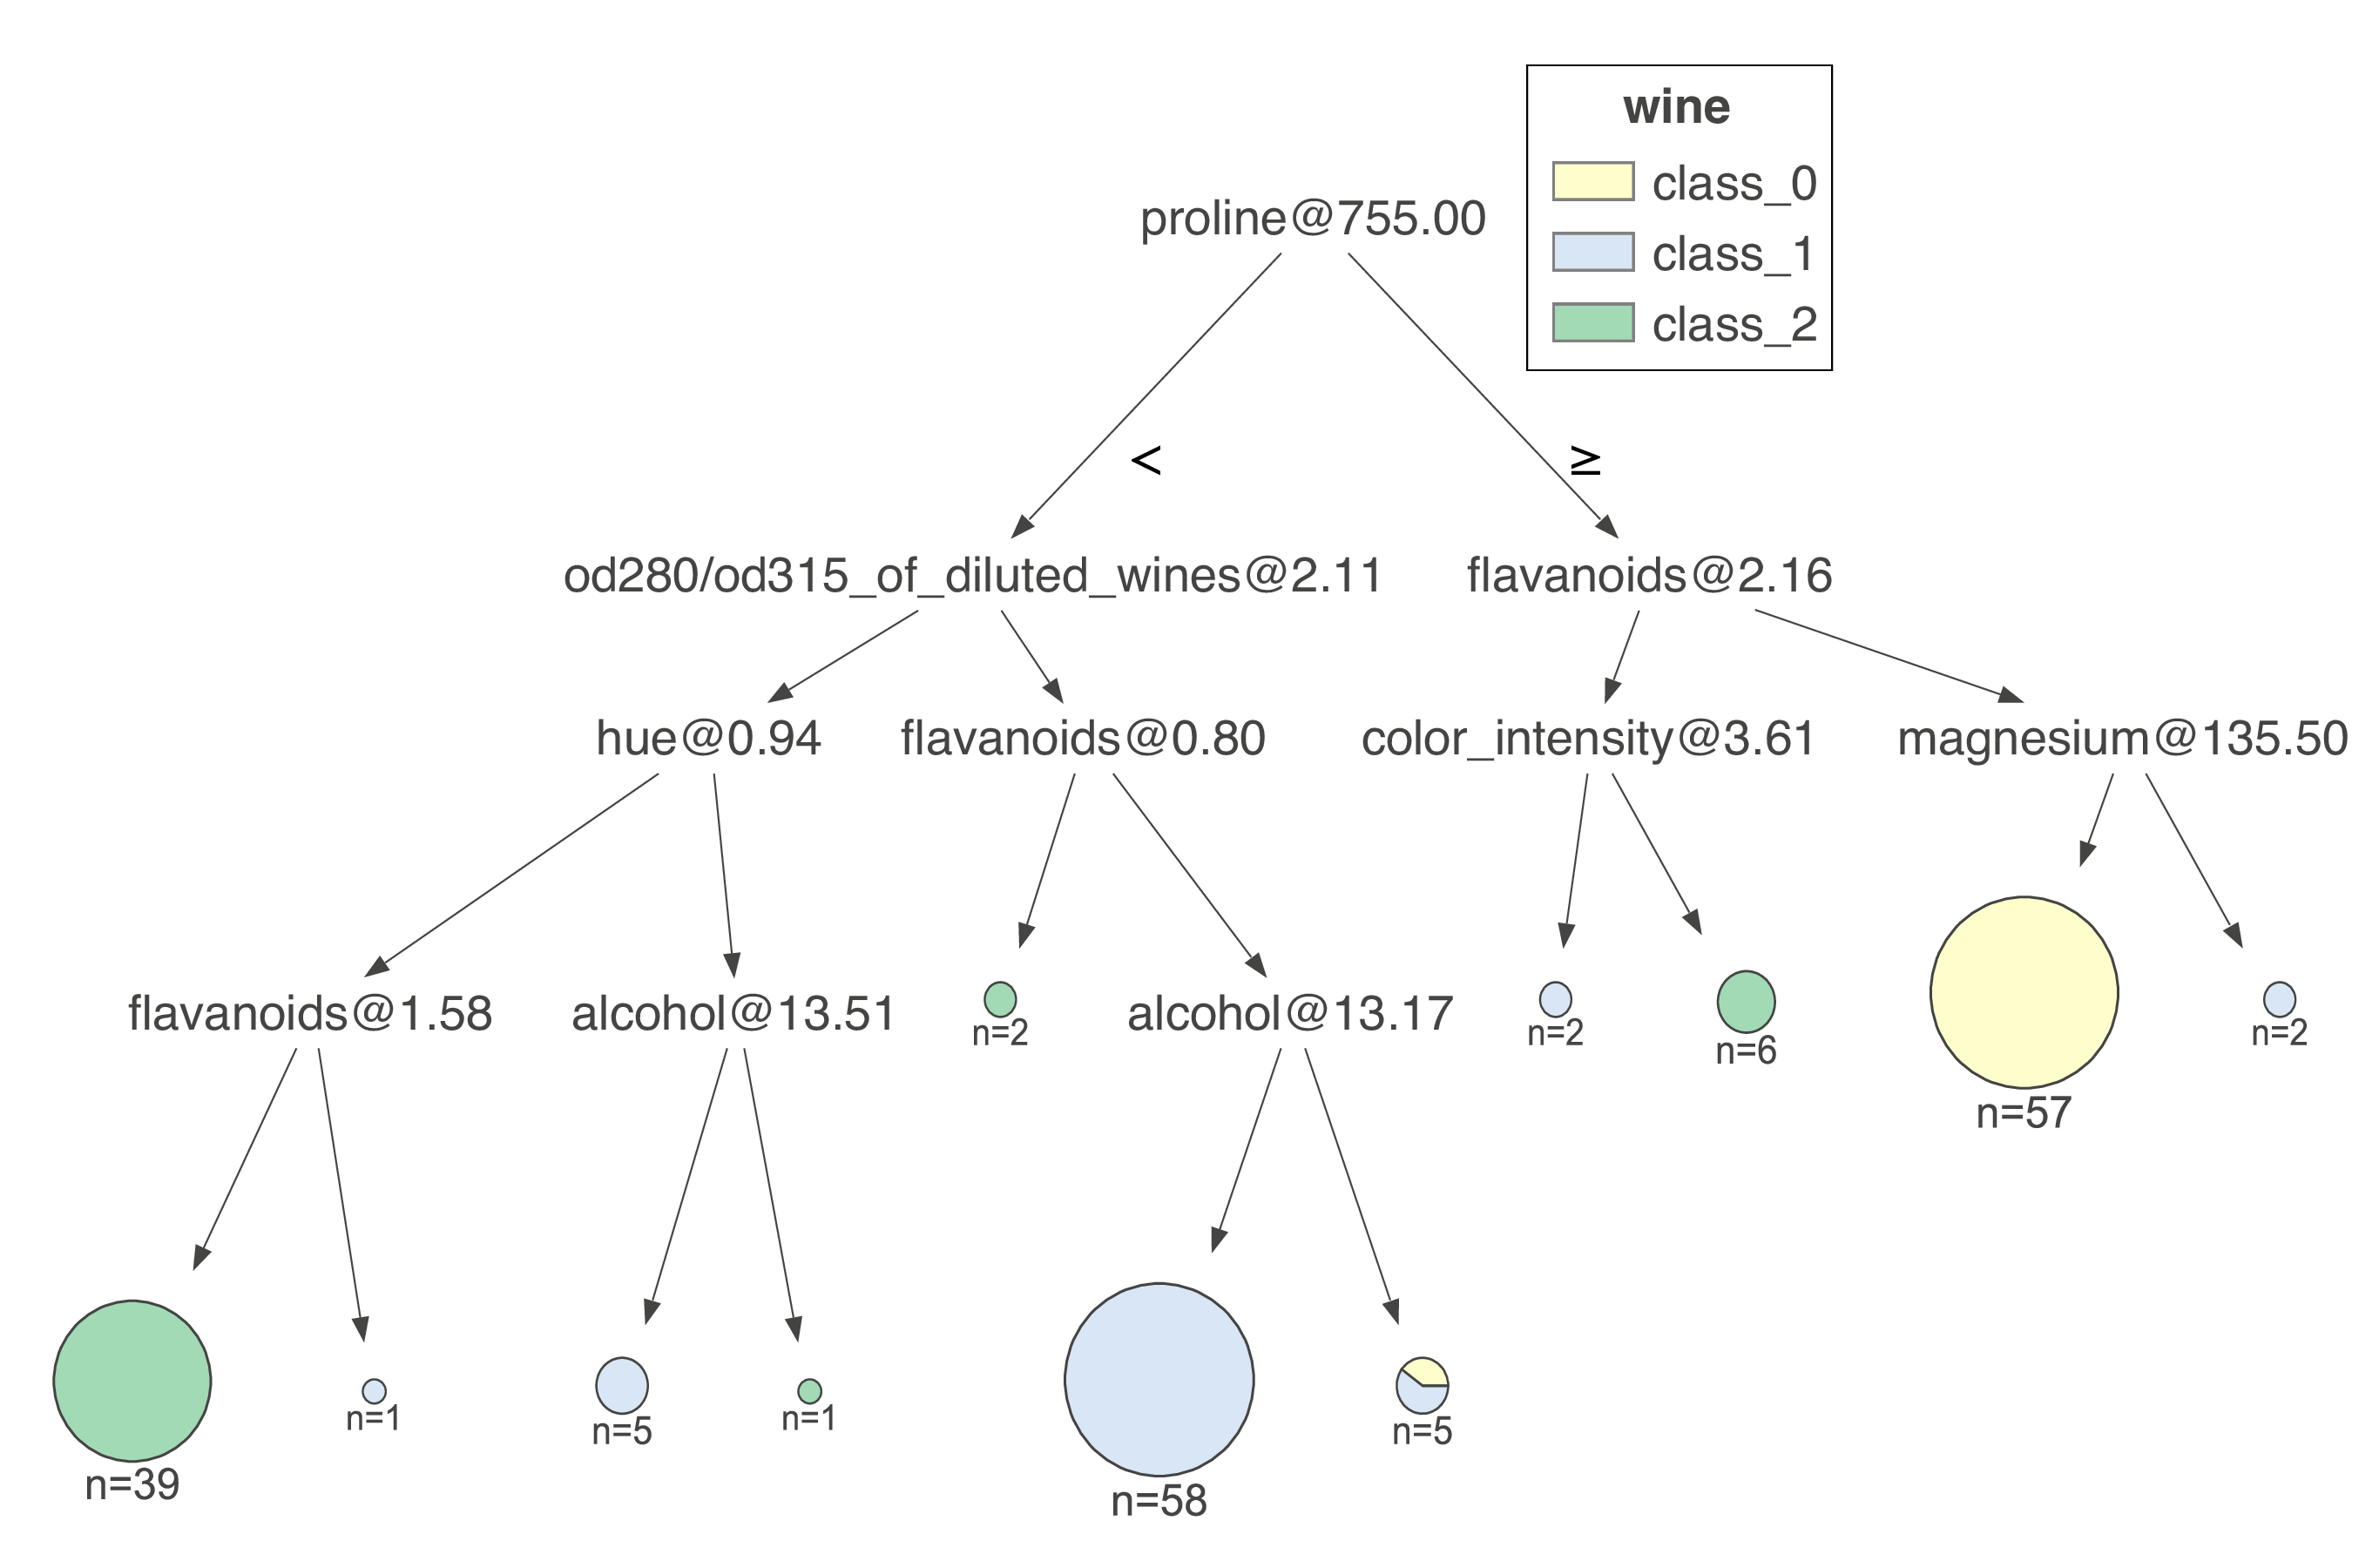 wine
class_0
class_1
class_2
proline@755.00
<
≥
od280/od315_of_diluted_wines@2.11
flavanoids@2.16
hue@0.94
flavanoids@0.80
color_intensity@3.61
magnesium@135.50
flavanoids@1.58
alcohol@13.51
n=2
alcohol@13.17
n=2
n=6
n=57
n=2
n=39
n=1
n=5
n=1
n=58
n=5